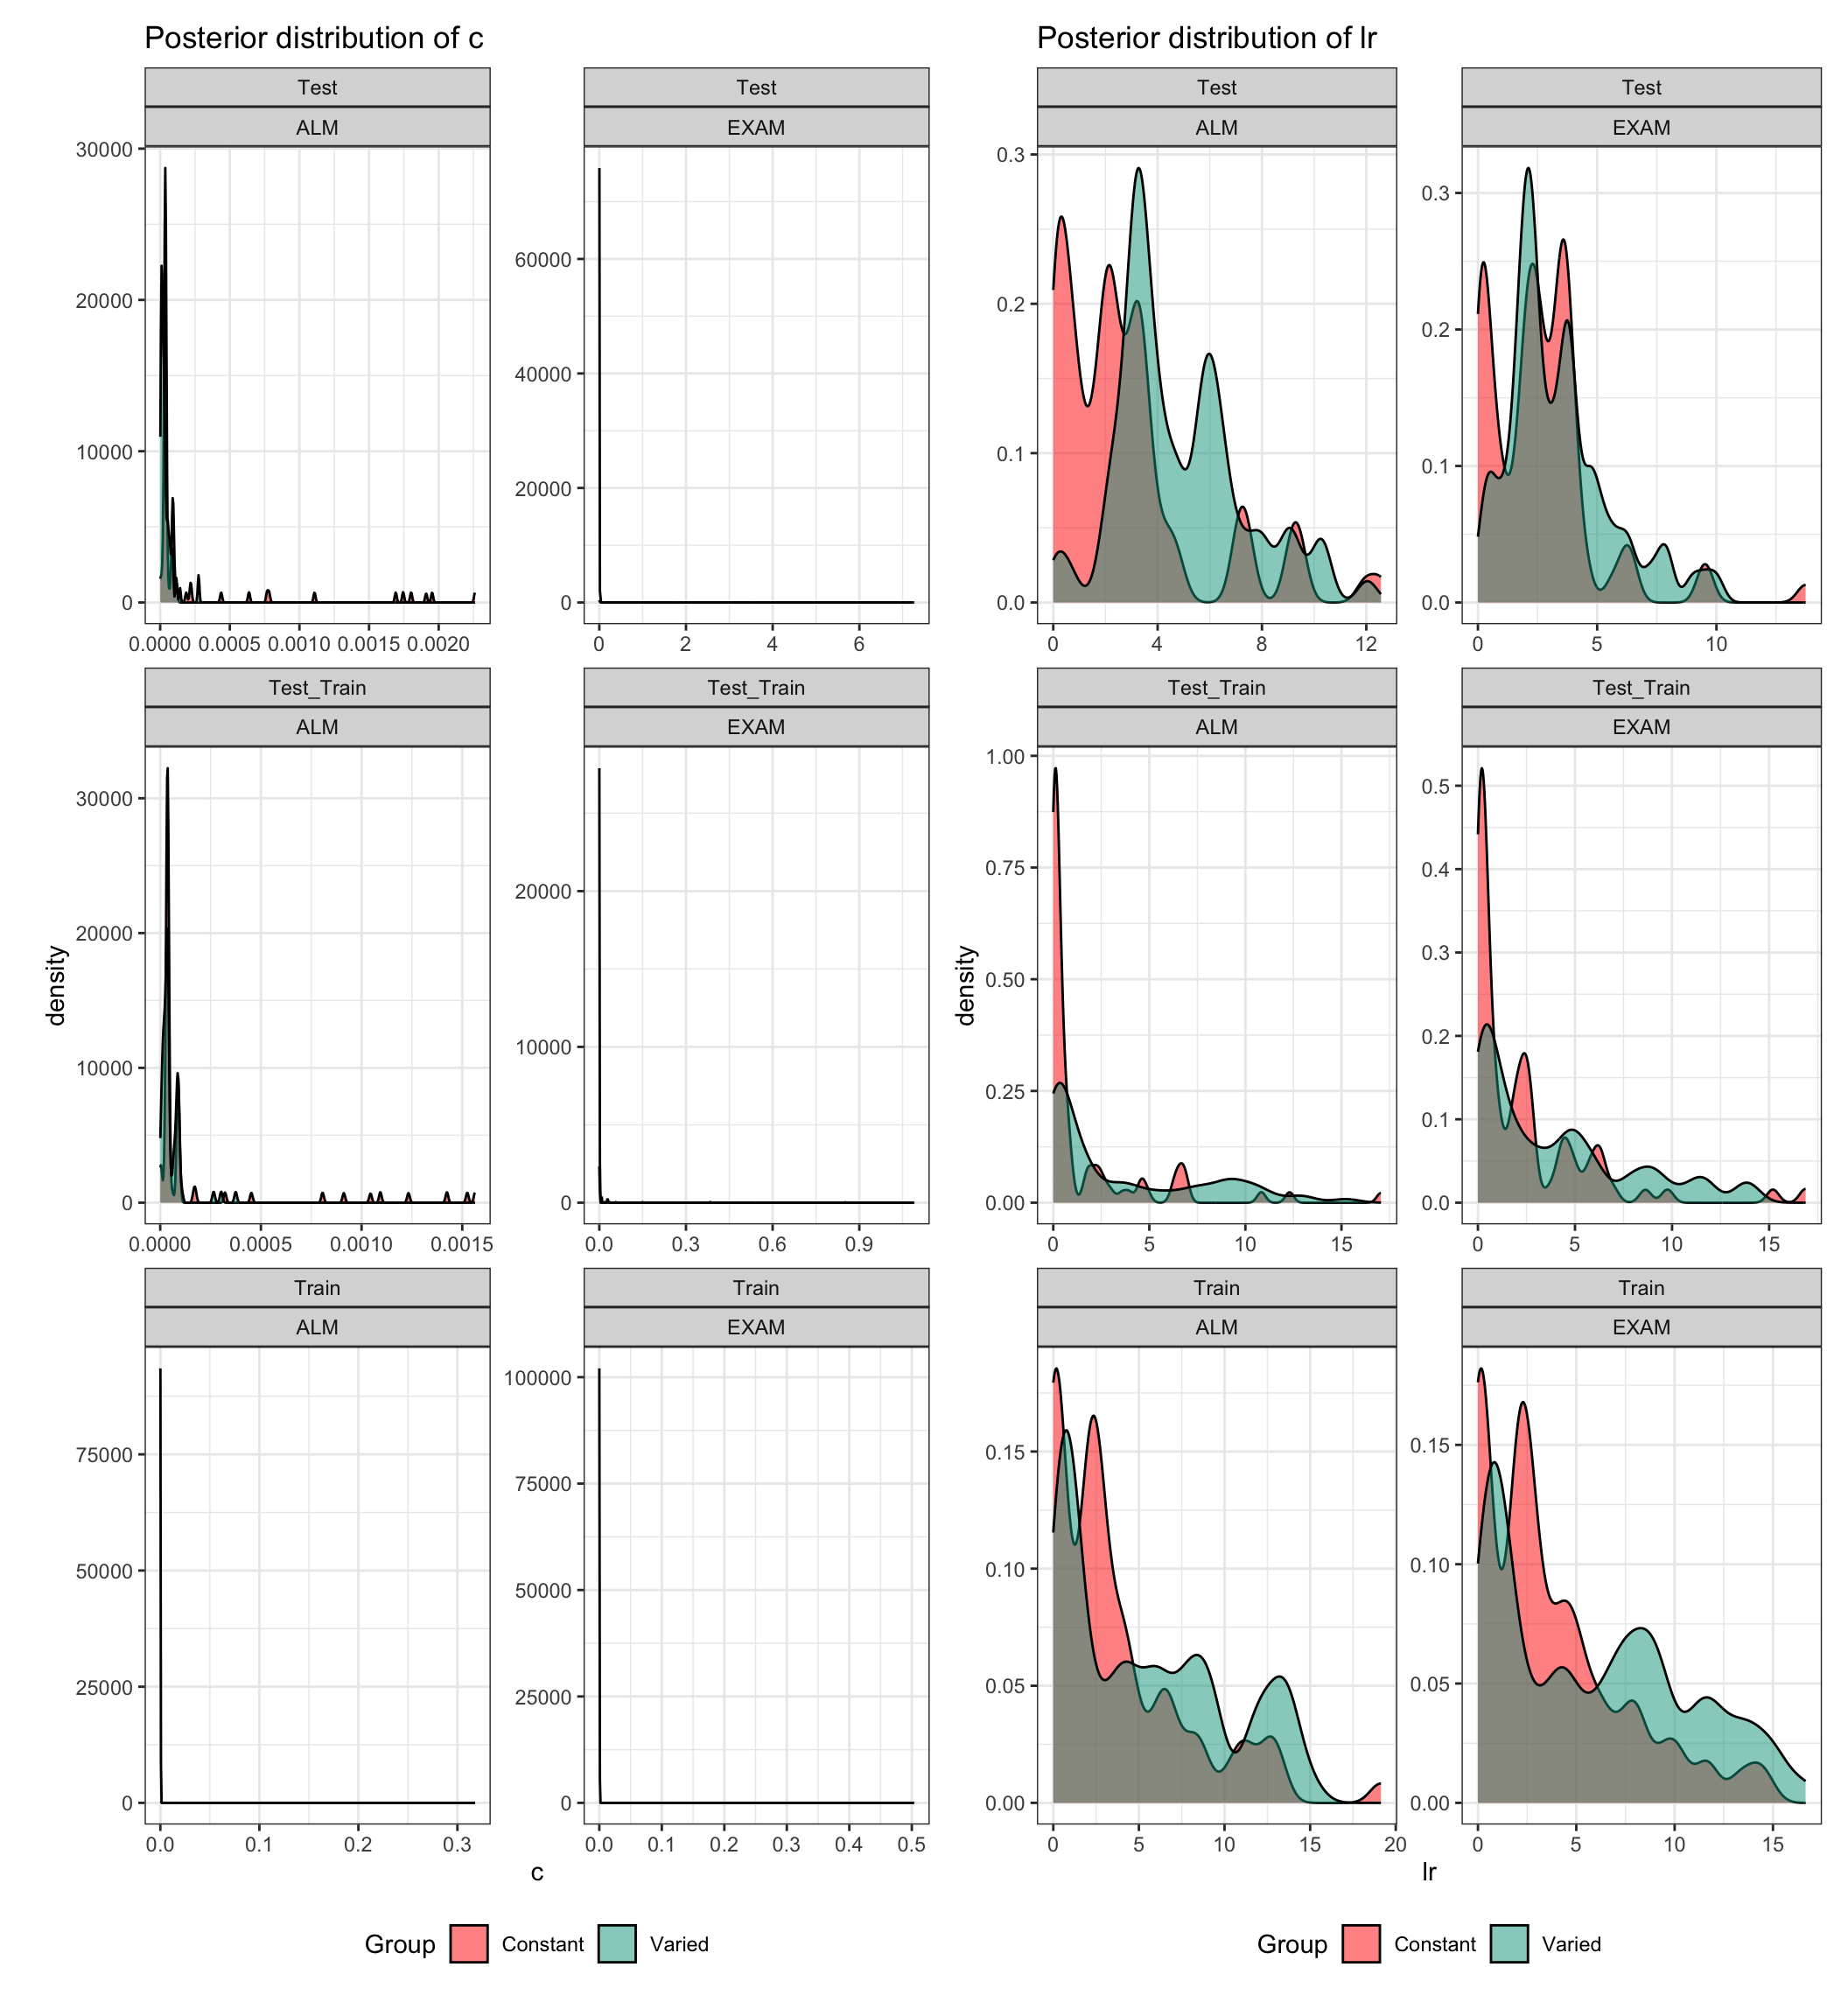 Posterior distribution of c
Posterior distribution of lr
Test
Test
Test
Test
ALM
EXAM
ALM
EXAM
30000
20000
10000
0
60000
40000
20000
0
0.3
0.2
0.1
0.0
0.3
0.2
0.1
0.0
0.0000 0.0005 0.0010 0.0015 0.0020
0 2 4 6
0 4 8 12
0 5 10
Test_Train
Test_Train
Test_Train
Test_Train
ALM
EXAM
ALM
EXAM
density
30000
20000
10000
0
20000
10000
0
density
1.00
0.75
0.50
0.25
0.00
0.5
0.4
0.3
0.2
0.1
0.0
0.0000 0.0005 0.0010 0.0015
0.0 0.3 0.6 0.9
0 5 10 15
0 5 10 15
Train
Train
Train
Train
ALM
EXAM
ALM
EXAM
75000
50000
25000
0
100000
75000
50000
25000
0
0.15
0.10
0.05
0.00
0.15
0.10
0.05
0.00
0.0 0.1 0.2 0.3
0.0 0.1 0.2 0.3 0.4 0.5
0 5 10 15 20
0 5 10 15
c
lr
Group Constant Varied
Group Constant Varied